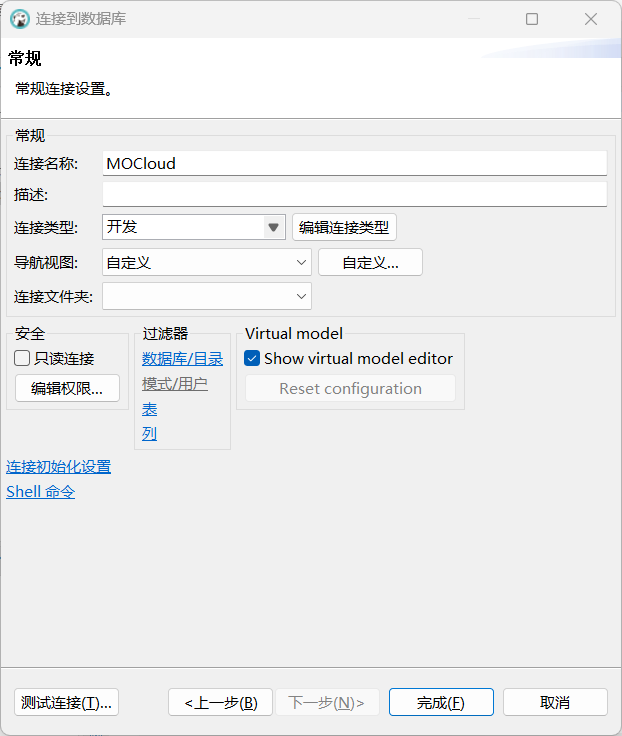 连接到数据库
常规
常规连接设置。
常规
连接名称: MOCloud
描述:
连接类型: 开发 编辑连接类型
导航视图: 自定义 自定义...
连接文件夹:
安全 过滤器 Virtual model
只读连接 数据库/目录 Show virtual model editor
编辑权限... 模式/用户 Reset configuration
表
列
连接初始化设置
Shell 命令
测试连接(T)... <上一步(B) 下一步(N)> 完成(F) 取消